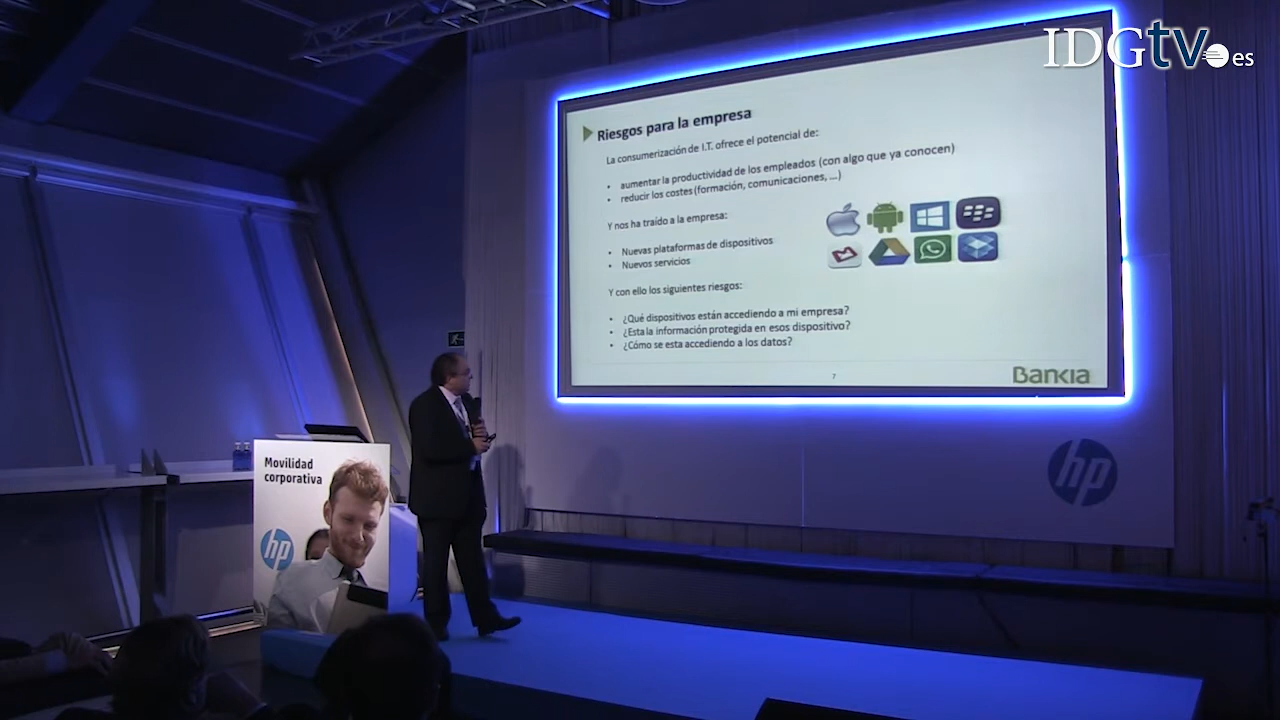 IDGtv.es
Riesgos para la empresa
La consumerización de I.T. ofrece el potencial de:
• aumentar la productividad de los empleados (con algo que ya conocen)
• reducir los costes (formación, comunicaciones, ...)
Y nos ha traído a la empresa:
• Nuevas plataformas de dispositivos
• Nuevos servicios
Y con ello los siguientes riesgos:
• ¿Qué dispositivos están accediendo a mi empresa?
• ¿Esta la información protegida en esos dispositivo?
• ¿Cómo se esta accediendo a los datos?
7
Bankia
hp
Movilidad
corporativa
hp